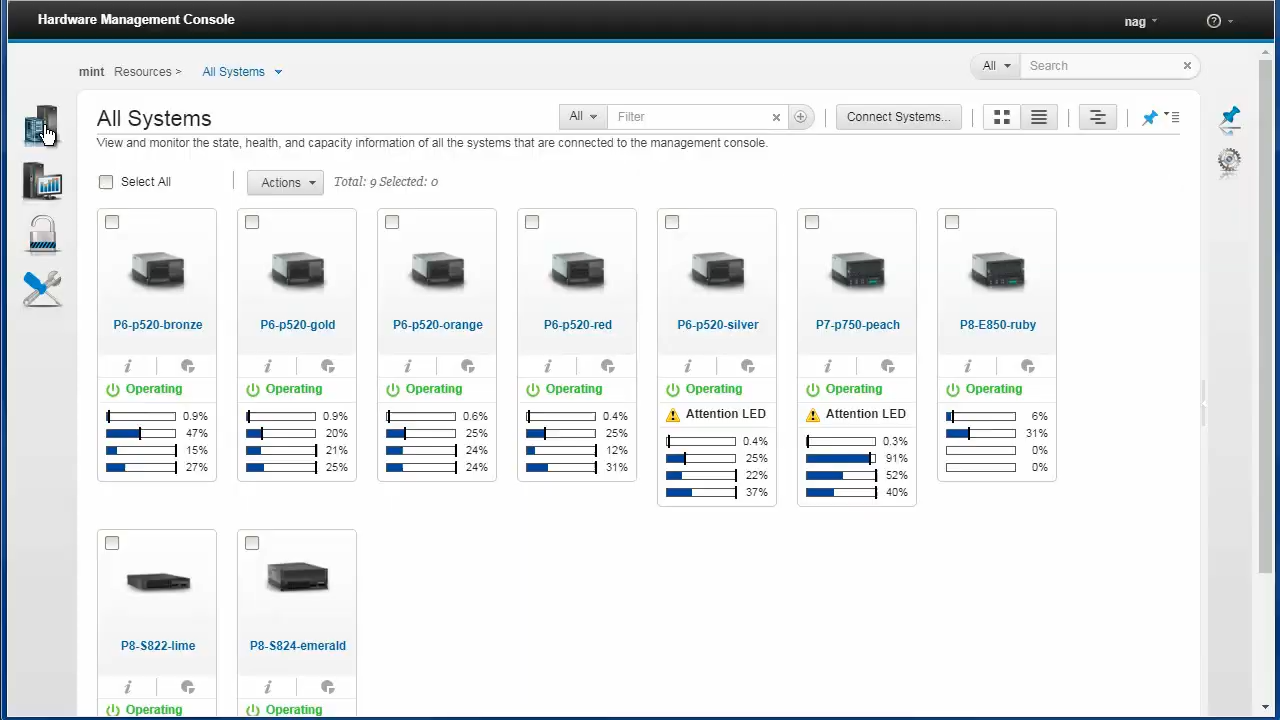 Hardware Management Console
nag
mint Resources > All Systems
All Search
All Systems
All Filter Connect Systems...
View and monitor the state, health, and capacity information of all the systems that are connected to the management console.
Select All Actions Total: 9 Selected: 0
P6-p520-bronze P6-p520-gold P6-p520-orange P6-p520-red P6-p520-silver P7-p750-peach P8-E850-ruby
Operating Operating Operating Operating Operating Operating Operating
0.9% 0.9% 0.6% 0.4% Attention LED Attention LED 6%
47% 20% 25% 25% 0.4% 0.3% 31%
15% 21% 24% 12% 25% 91% 0%
27% 25% 24% 31% 22% 52% 0%
37% 40%
P8-S822-lime P8-S824-emerald
Operating Operating